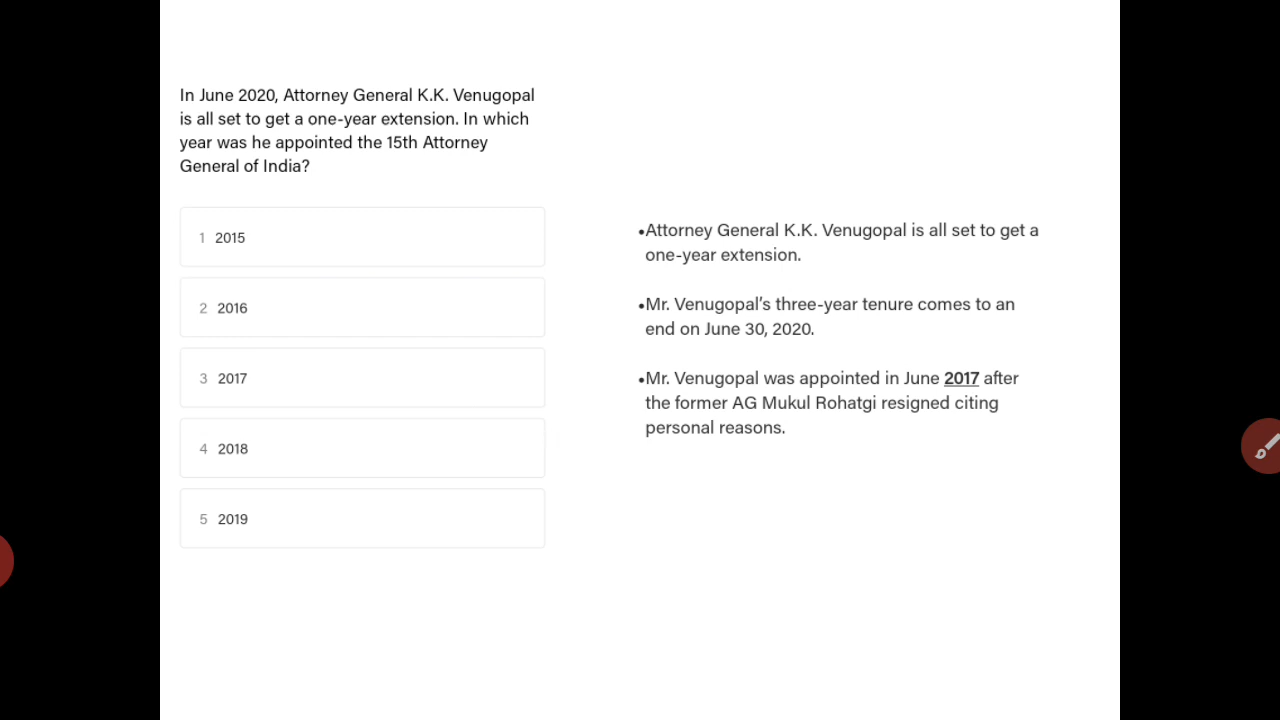 In June 2020, Attorney General K.K. Venugopal
is all set to get a one-year extension. In which
year was he appointed the 15th Attorney
General of India?
1 2015
2 2016
3 2017
4 2018
5 2019
•Attorney General K.K. Venugopal is all set to get a
one-year extension.
•Mr. Venugopal's three-year tenure comes to an
end on June 30, 2020.
•Mr. Venugopal was appointed in June 2017 after
the former AG Mukul Rohatgi resigned citing
personal reasons.